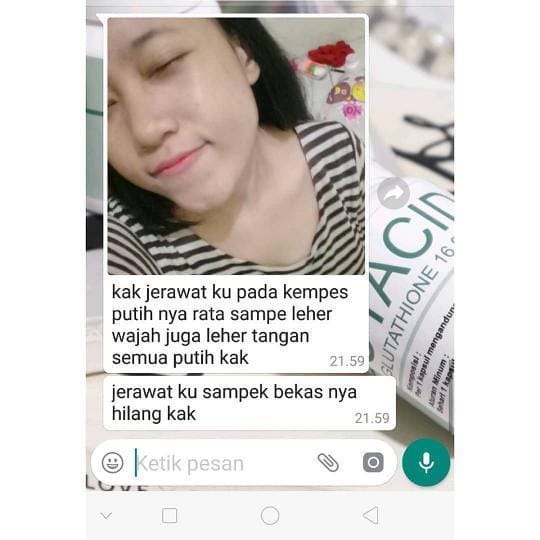 kak jerawat ku pada kempes
putih nya rata sampe leher
wajah juga leher tangan
semua putih kak
21.59
jerawat ku sampek bekas nya
hilang kak
21.59
Ketik pesan
TACID
GLUTATHIONE 16
Komposisi :
Per 1 kapsul mengandung
Aturan Minum :
Sehari 1 kapsul
LOVE